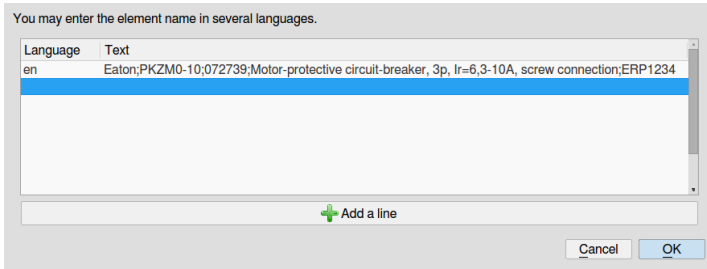 You may enter the element name in several languages.
Language Text
en Eaton;PKZM0-10;072739;Motor-protective circuit-breaker, 3p, Ir=6,3-10A, screw connection;ERP1234
Add a line
Cancel OK